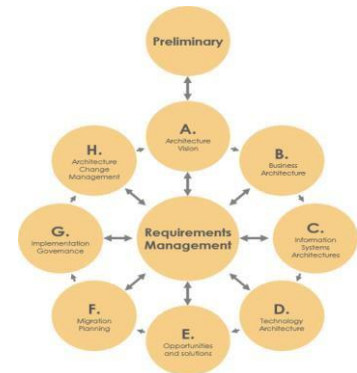 Preliminary
A.
Architecture
Vision
B.
Business
Architecture
C.
Information
Systems
Architectures
D.
Technology
Architecture
E.
Opportunities
and solutions
F.
Migration
Planning
G.
Implementation
Governance
H.
Architecture
Change
Management
Requirements
Management